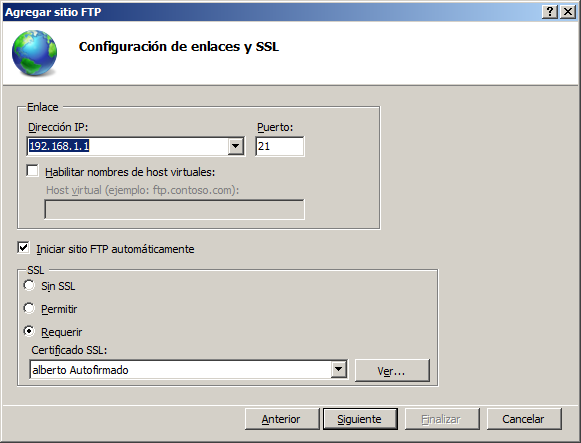 Agregar sitio FTP
Configuración de enlaces y SSL
Enlace
Dirección IP: Puerto:
192.168.1.1 21
Habilitar nombres de host virtuales:
Host virtual (ejemplo: ftp.contoso.com):
Iniciar sitio FTP automáticamente
SSL
Sin SSL
Permitir
Requerir
Certificado SSL:
alberto Autofirmado Ver...
Anterior Siguiente Finalizar Cancelar